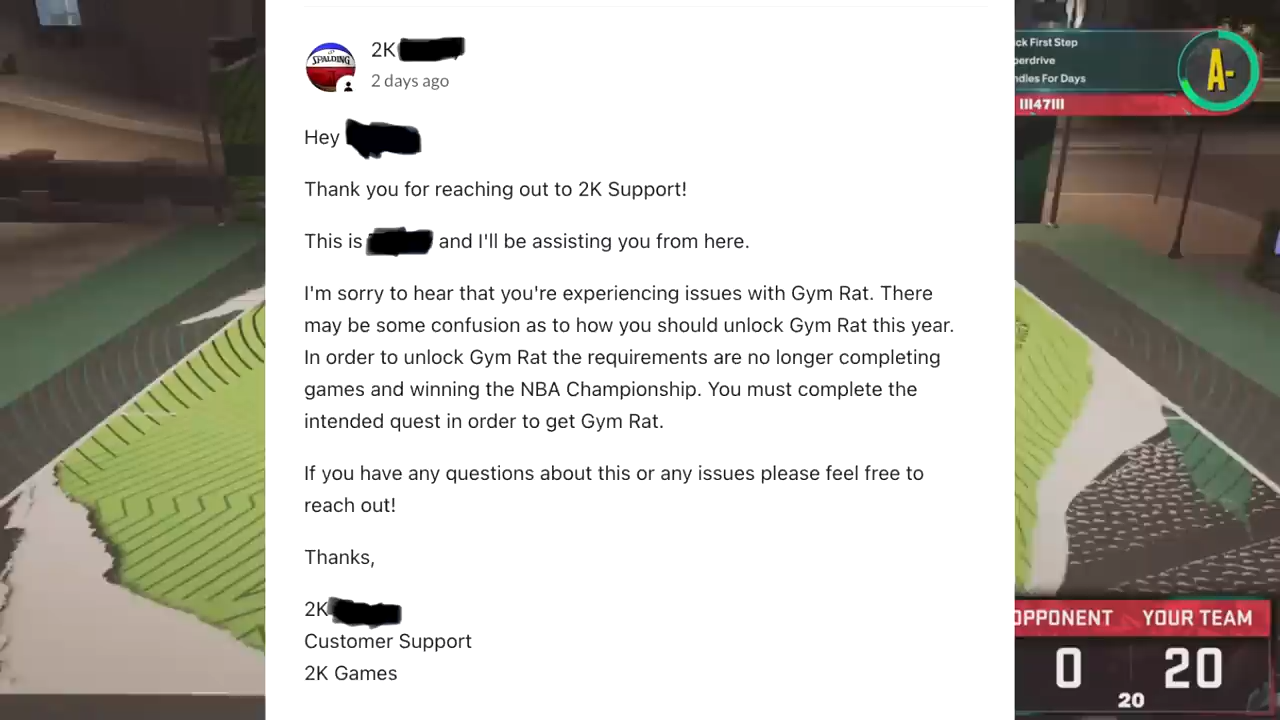 2K
SPALDING
2 days ago
Hey
Thank you for reaching out to 2K Support!
This is and I'll be assisting you from here.
I'm sorry to hear that you're experiencing issues with Gym Rat. There
may be some confusion as to how you should unlock Gym Rat this year.
In order to unlock Gym Rat the requirements are no longer completing
games and winning the NBA Championship. You must complete the
intended quest in order to get Gym Rat.
If you have any questions about this or any issues please feel free to
reach out!
Thanks,
2K
Customer Support
2K Games
ck First Step
perdrive
ndles For Days
A-
III47III
OPPONENT YOUR TEAM
0 20
20